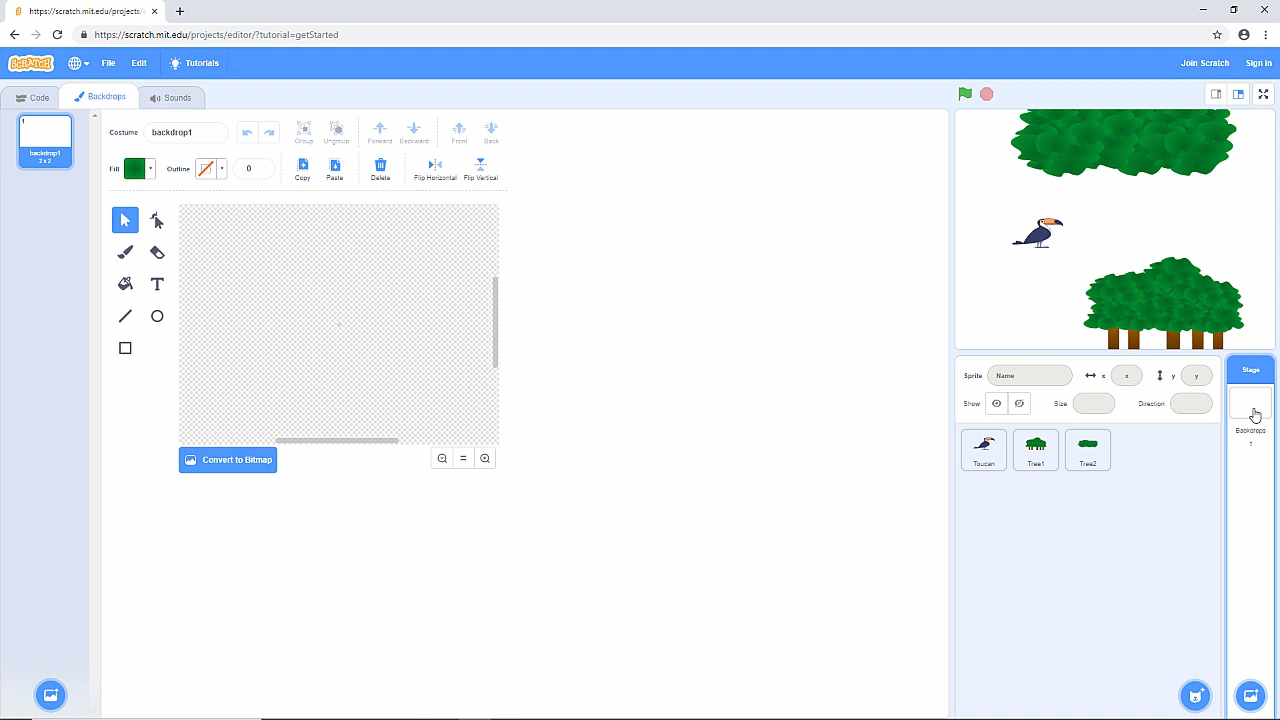 https://scratch.mit.edu/projects/
https://scratch.mit.edu/projects/editor/?tutorial=getStarted
SCRATCH File Edit Tutorials Join Scratch Sign in
Code Backdrops Sounds
1
backdrop1
2 x 2
Costume backdrop1 Group Ungroup Forward Backward Front Back
Fill Outline 0 Copy Paste Delete Flip Horizontal Flip Vertical
T
Convert to Bitmap
Sprite Name x x y y
Show Size Direction
Toucan Tree1 Tree2
Stage
Backdrops
1